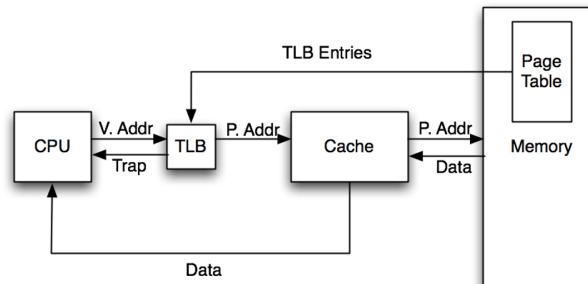 TLB Entries
Page
Table
V. Addr
P. Addr
P. Addr
CPU
TLB
Cache
Memory
Trap
Data
Data